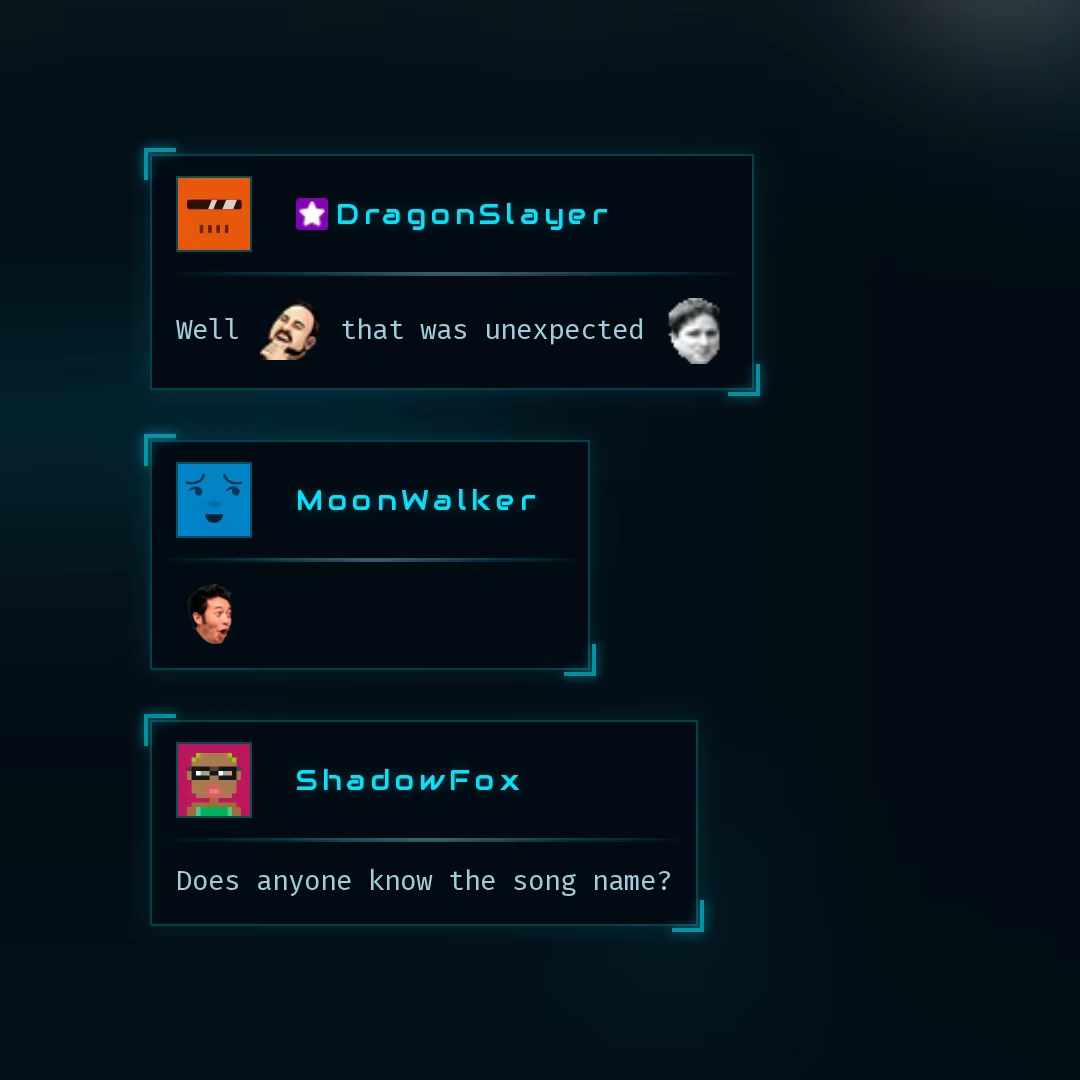 DragonSlayer
Well that was unexpected
MoonWalker
ShadowFox
Does anyone know the song name?